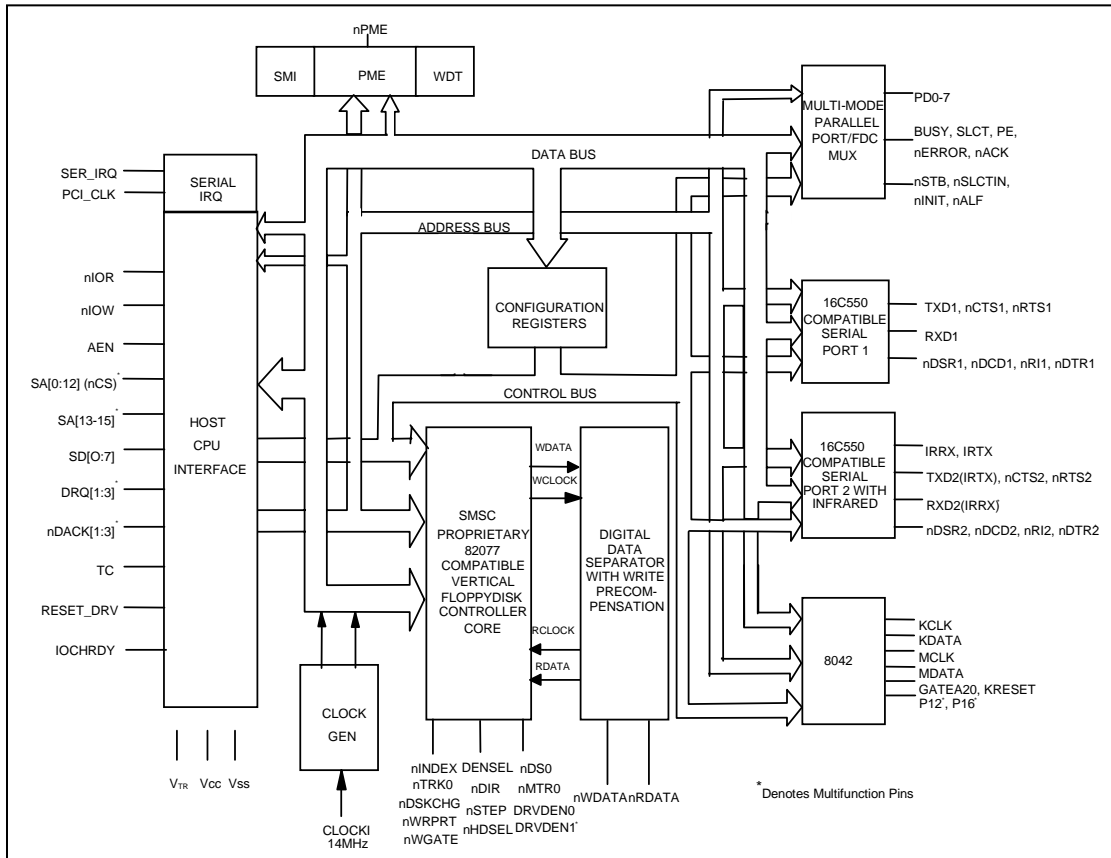 nPME
SMI
PME
WDT
SER_IRQ
PCI_CLK
SERIAL
IRQ
DATA BUS
ADDRESS BUS
MULTI-MODE
PARALLEL
PORT/FDC
MUX
PD0-7
BUSY, SLCT, PE,
nERROR, nACK
nSTB, nSLCTIN,
nINIT, nALF
nIOR
nIOW
AEN
SA[0:12] (nCS)*
SA[13-15]*
SD[O:7]
DRQ[1:3]*
nDACK[1:3]*
TC
RESET_DRV
IOCHRDY
HOST
CPU
INTERFACE
CONFIGURATION
REGISTERS
CONTROL BUS
16C550
COMPATIBLE
SERIAL
PORT 1
TXD1, nCTS1, nRTS1
RXD1
nDSR1, nDCD1, nRI1, nDTR1
16C550
COMPATIBLE
SERIAL
PORT 2 WITH
INFRARED
IRRX, IRTX
TXD2(IRTX), nCTS2, nRTS2
RXD2(IRRX)*
nDSR2, nDCD2, nRI2, nDTR2
SMSC
PROPRIETARY
82077
COMPATIBLE
VERTICAL
FLOPPYDISK
CONTROLLER
CORE
WDATA
WCLOCK
RCLOCK
RDATA
DIGITAL
DATA
SEPARATOR
WITH WRITE
PRECOM-
PENSATION
8042
KCLK
KDATA
MCLK
MDATA
GATEA20, KRESET
P12*, P16*
CLOCK
GEN
CLOCKI
14MHz
VTR
Vcc
Vss
nINDEX
nTRK0
nDSKCHG
nWRPRT
nWGATE
DENSEL
nDIR
nSTEP
nHDSEL
nDS0
nMTR0
DRVDEN0
DRVDEN1*
nWDATA
nRDATA
*Denotes Multifunction Pins